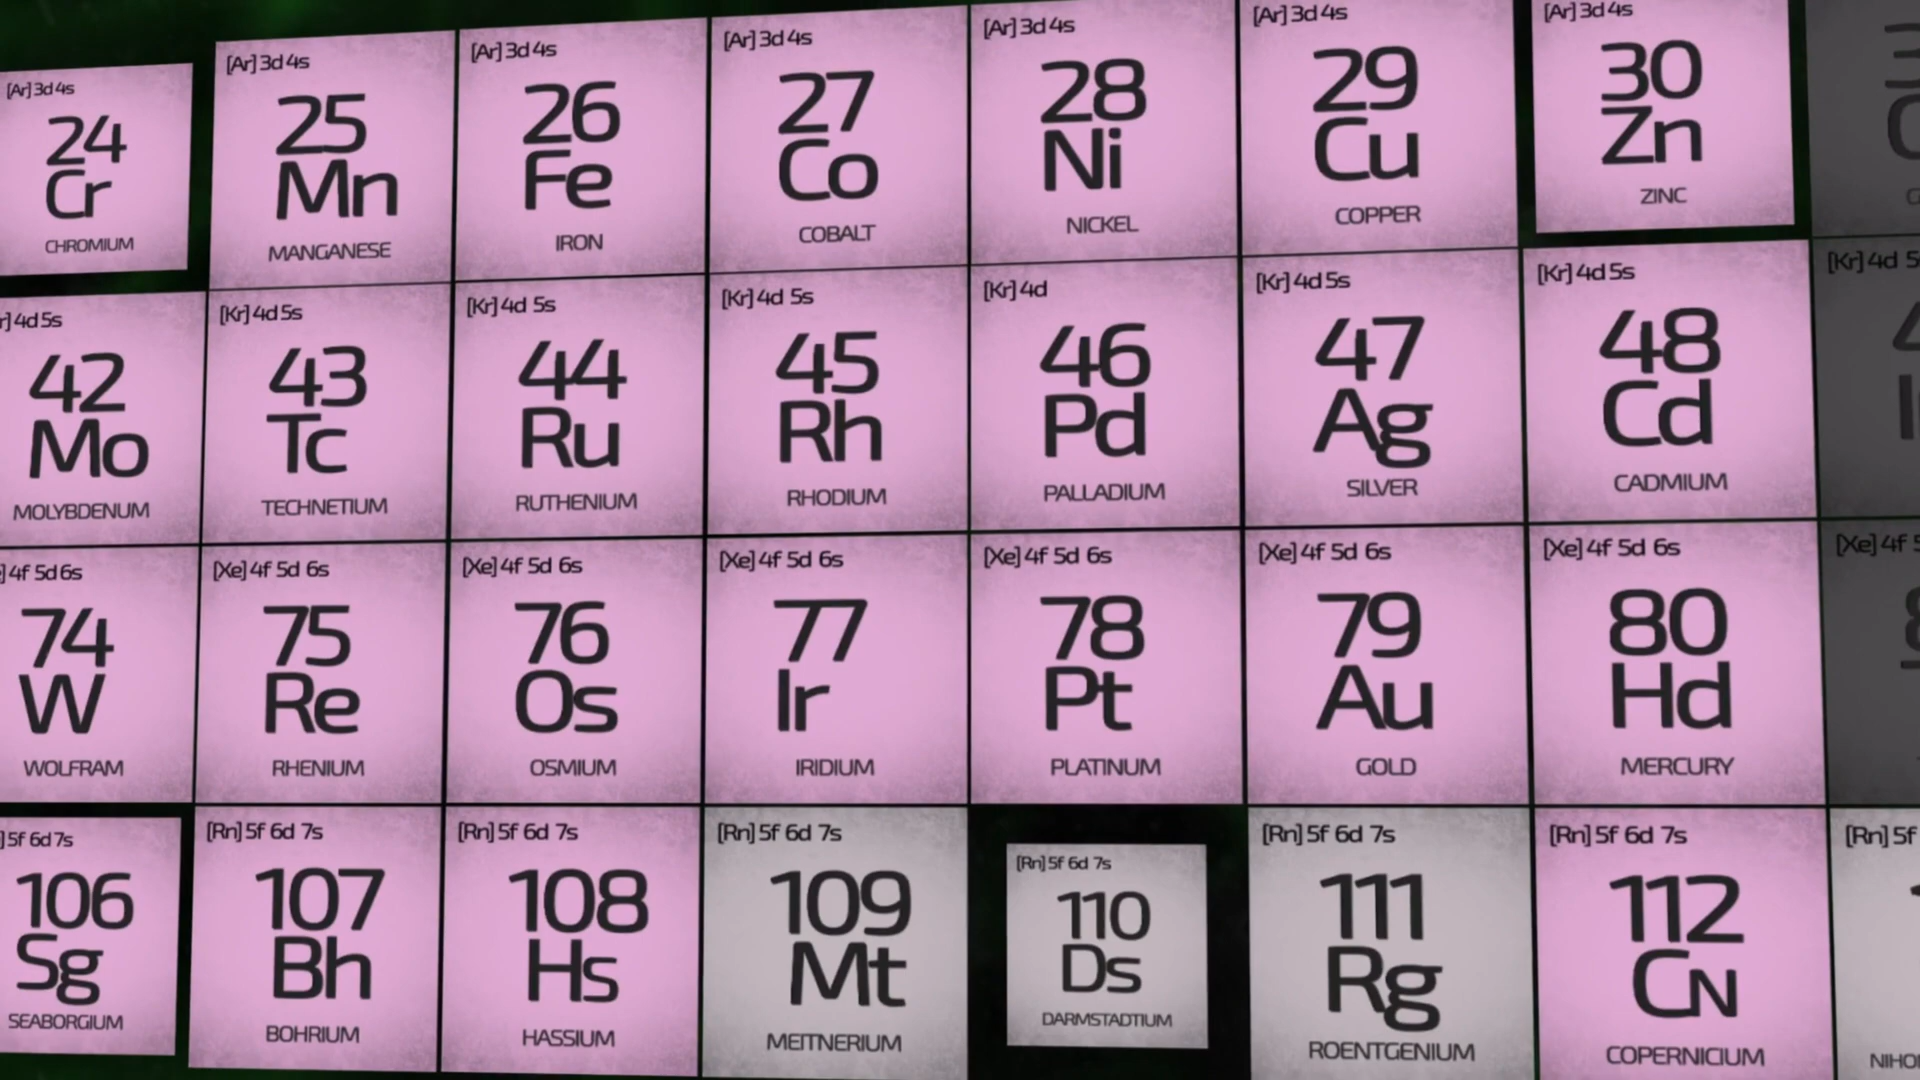 [Ar] 3d 4s
24
Cr
CHROMIUM
[Ar] 3d 4s
25
Mn
MANGANESE
[Ar] 3d 4s
26
Fe
IRON
[Ar] 3d 4s
27
Co
COBALT
[Ar] 3d 4s
28
Ni
NICKEL
[Ar] 3d 4s
29
Cu
COPPER
[Ar] 3d 4s
30
Zn
ZINC
4d 5s
42
Mo
MOLYBDENUM
[Kr] 4d 5s
43
Tc
TECHNETIUM
[Kr] 4d 5s
44
Ru
RUTHENIUM
[Kr] 4d 5s
45
Rh
RHODIUM
[Kr] 4d
46
Pd
PALLADIUM
[Kr] 4d 5s
47
Ag
SILVER
[Kr] 4d 5s
48
Cd
CADMIUM
[Kr] 4d
4f 5d 6s
74
W
WOLFRAM
[Xe] 4f 5d 6s
75
Re
RHENIUM
[Xe] 4f 5d 6s
76
Os
OSMIUM
[Xe] 4f 5d 6s
77
Ir
IRIDIUM
[Xe] 4f 5d 6s
78
Pt
PLATINUM
[Xe] 4f 5d 6s
79
Au
GOLD
[Xe] 4f 5d 6s
80
Hd
MERCURY
[Xe] 4f
5f 6d 7s
106
Sg
SEABORGIUM
[Rn] 5f 6d 7s
107
Bh
BOHRIUM
[Rn] 5f 6d 7s
108
Hs
HASSIUM
[Rn] 5f 6d 7s
109
Mt
MEITNERIUM
[Rn] 5f 6d 7s
110
Ds
DARMSTADTIUM
[Rn] 5f 6d 7s
111
Rg
ROENTGENIUM
[Rn] 5f 6d 7s
112
CN
COPERNICIUM
[Rn] 5f